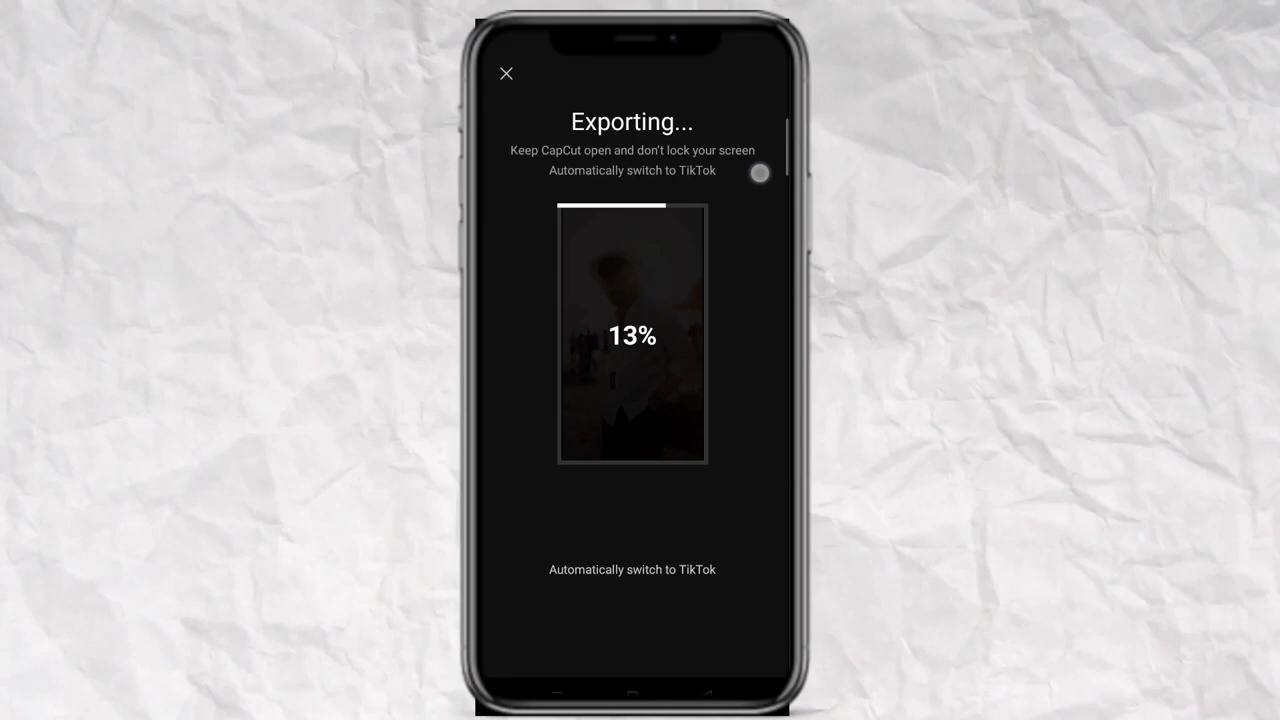 Exporting...
Keep CapCut open and don't lock your screen
Automatically switch to TikTok
13%
Automatically switch to TikTok